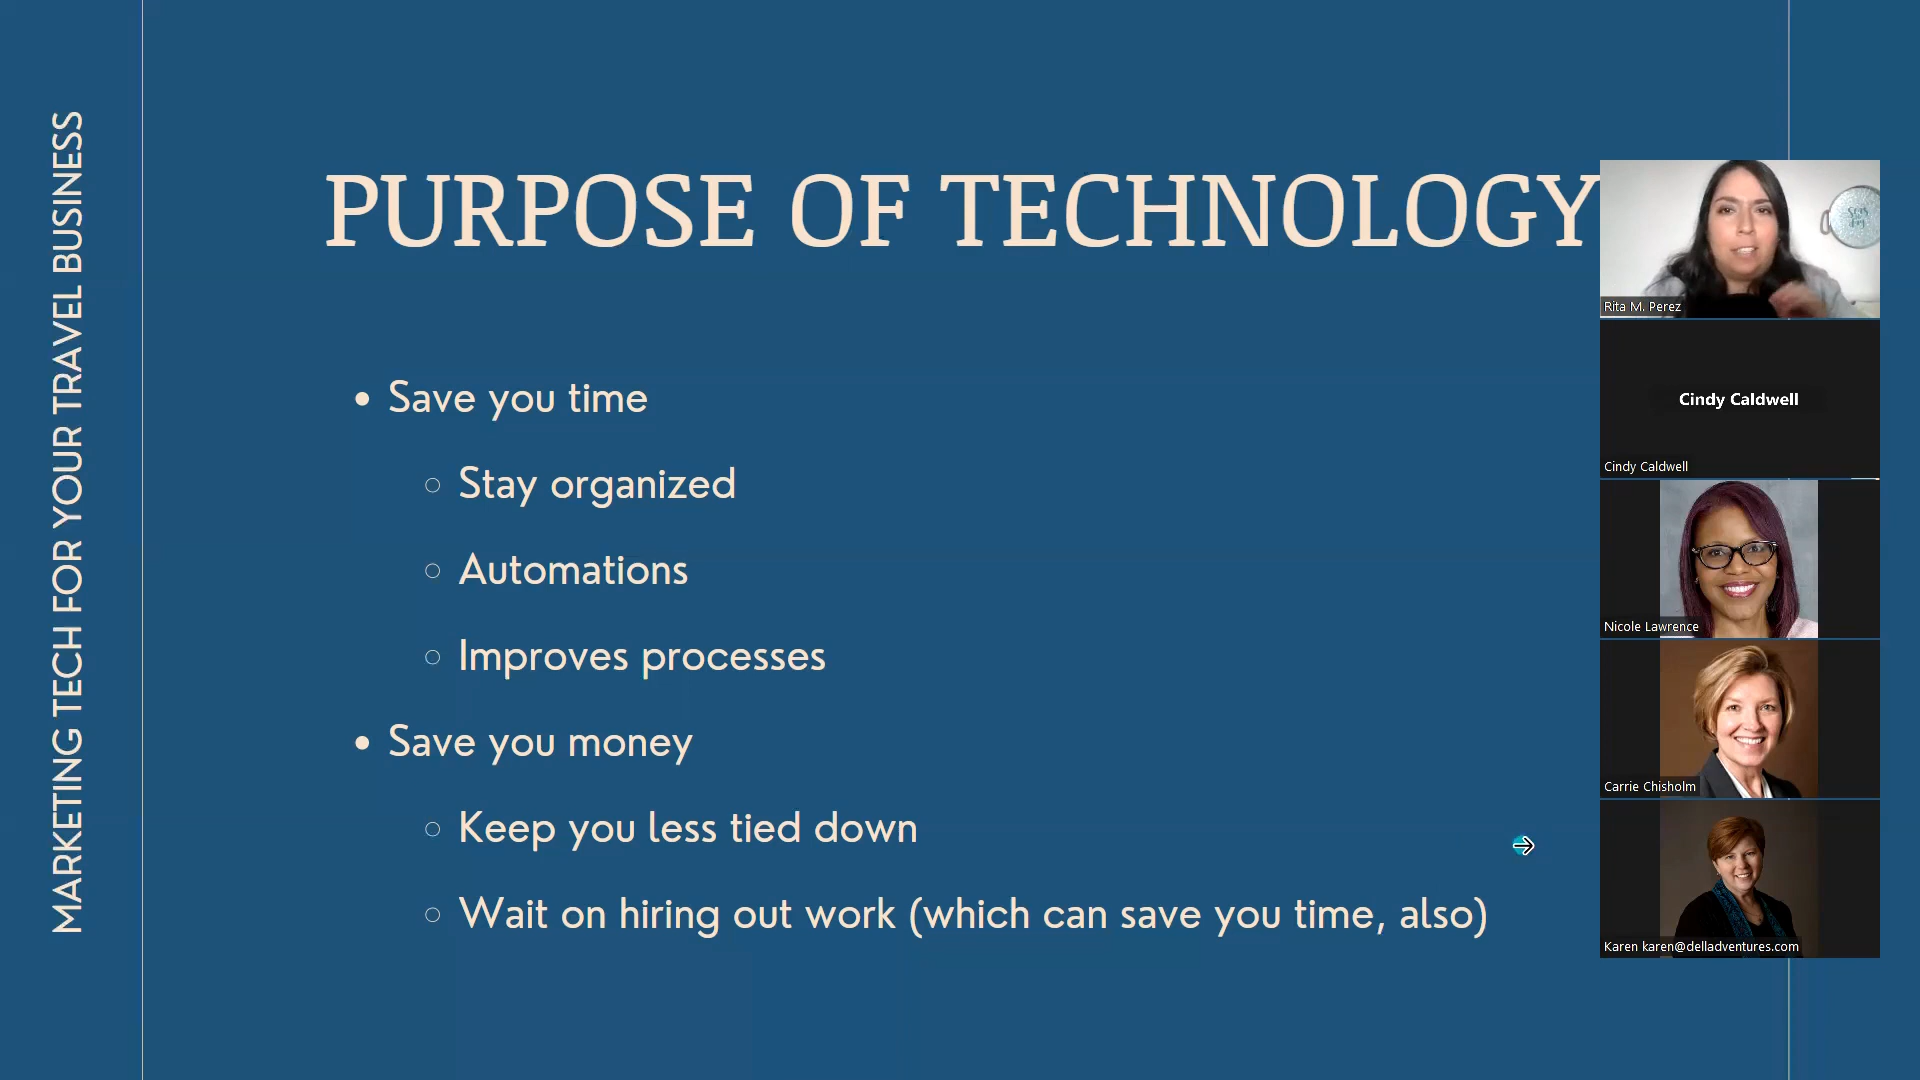 MARKETING TECH FOR YOUR TRAVEL BUSINESS
PURPOSE OF TECHNOLOGY
Save you time
Stay organized
Automations
Improves processes
Save you money
Keep you less tied down
Wait on hiring out work (which can save you time, also)
Rita M. Perez
Cindy Caldwell
Cindy Caldwell
Nicole Lawrence
Carrie Chisholm
Karen karen@delladventures.com